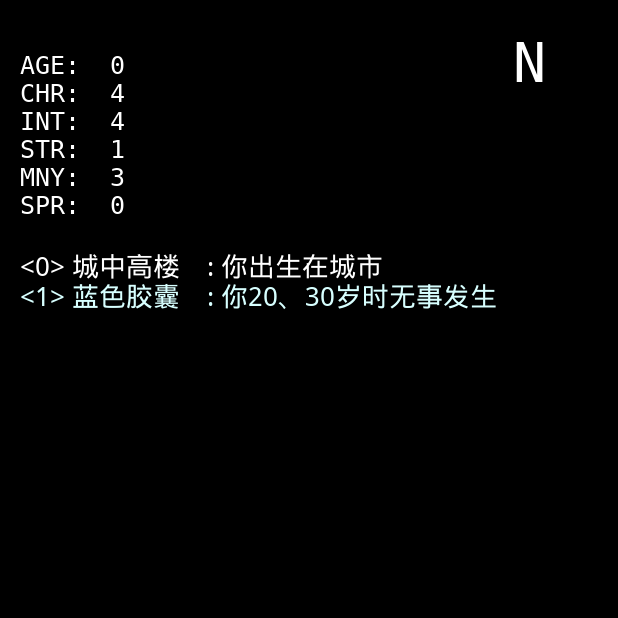 N
AGE: 0
CHR: 4
INT: 4
STR: 1
MNY: 3
SPR: 0
<0> 城中高楼 : 你出生在城市
<1> 蓝色胶囊 : 你20、30岁时无事发生